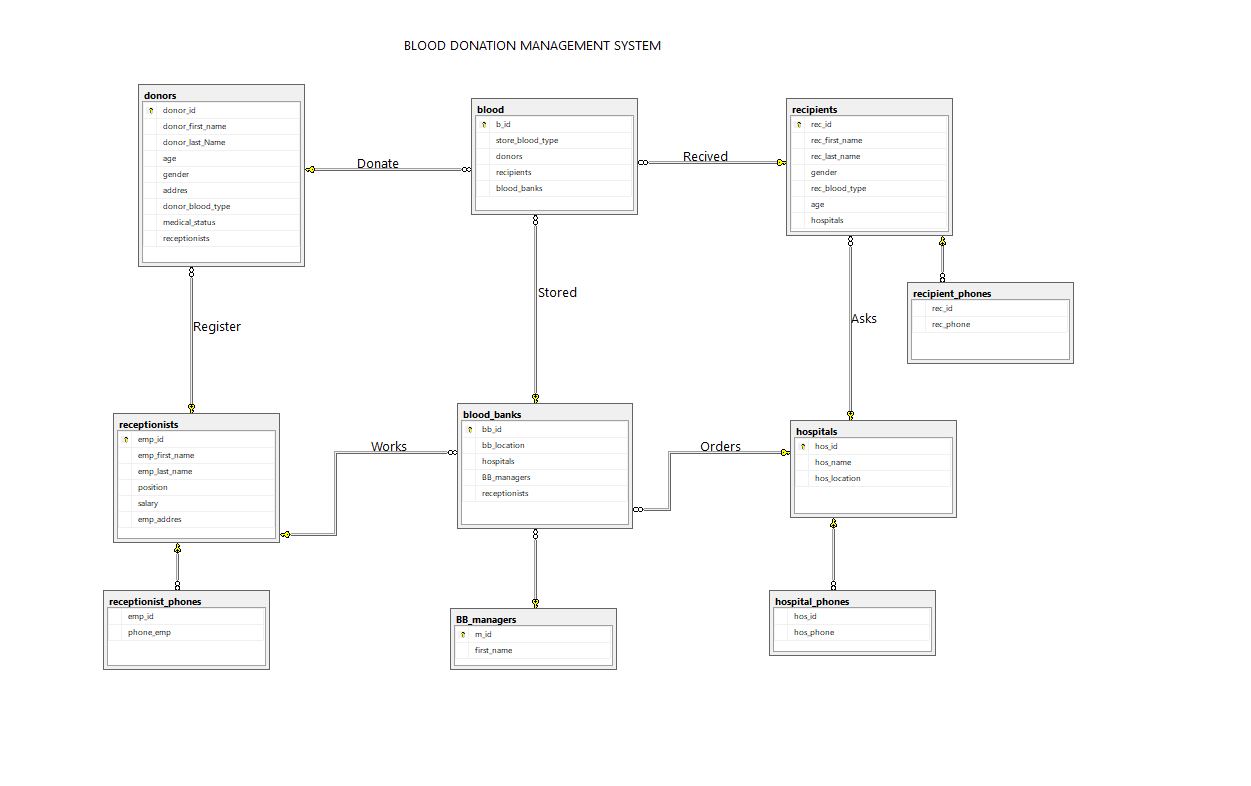 BLOOD DONATION MANAGEMENT SYSTEM
donors
donor_id
donor_first_name
donor_last_Name
age
gender
addres
donor_blood_type
medical_status
receptionists
Donate
blood
b_id
store_blood_type
donors
recipients
blood_banks
Recived
recipients
rec_id
rec_first_name
rec_last_name
gender
rec_blood_type
age
hospitals
recipient_phones
rec_id
rec_phone
Register
Stored
Asks
receptionists
emp_id
emp_first_name
emp_last_name
position
salary
emp_addres
Works
blood_banks
bb_id
bb_location
hospitals
BB_managers
receptionists
Orders
hospitals
hos_id
hos_name
hos_location
receptionist_phones
emp_id
phone_emp
BB_managers
m_id
first_name
hospital_phones
hos_id
hos_phone